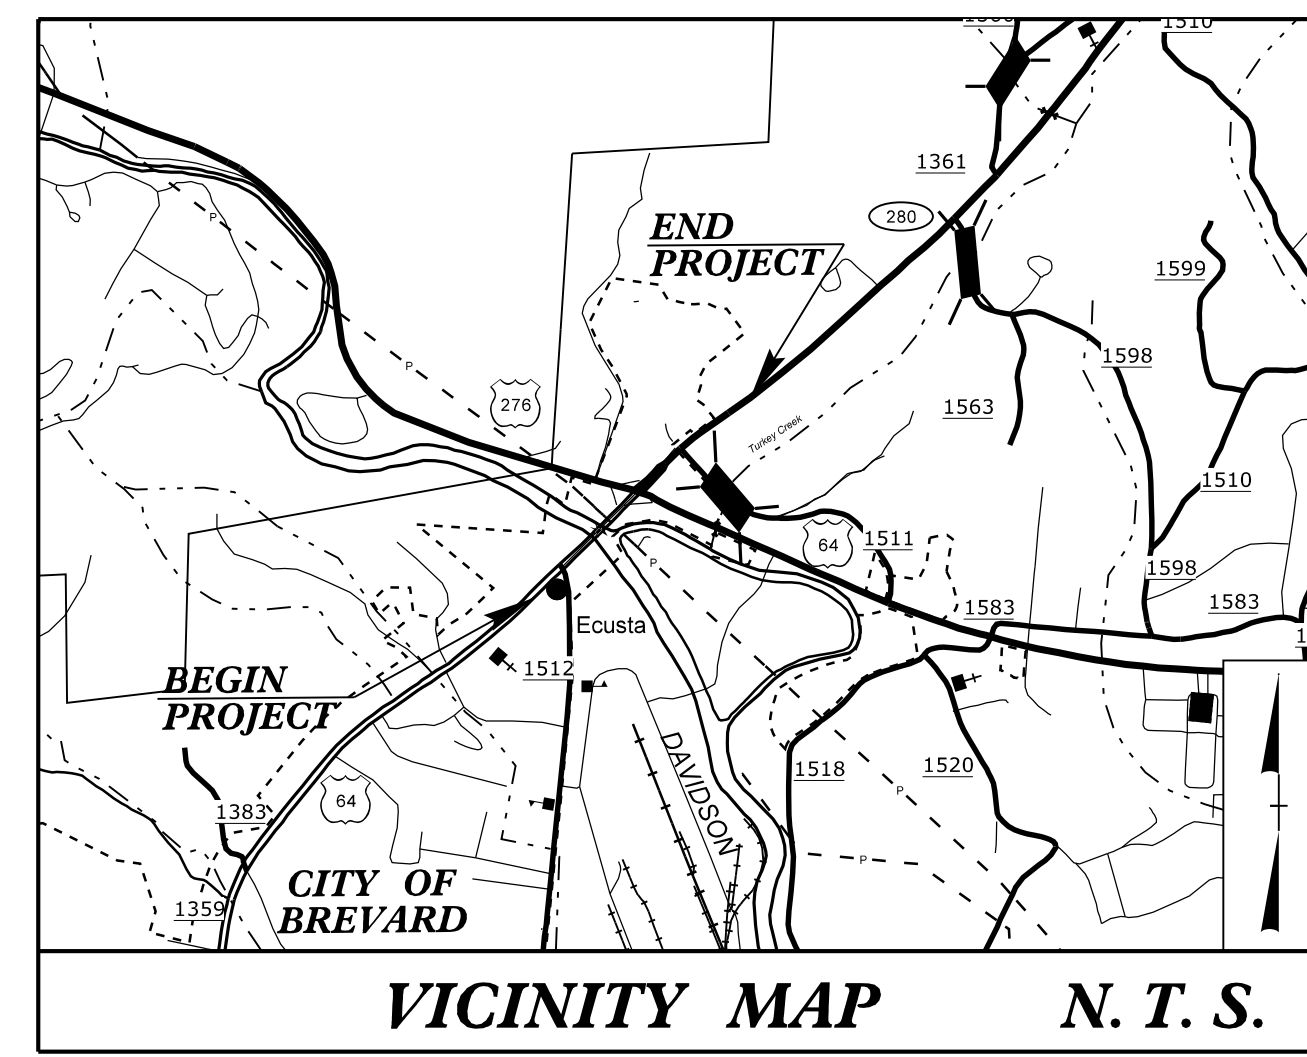 1510
1361
280
P
END
PROJECT
1599
1598
P
276
1563
Turkey Creek
1510
64
1511
P
1598
1583
1583
Ecusta
1512
BEGIN
PROJECT
DAVIDSON
1518
1520
64
1383
P
P
CITY OF
BREVARD
1359
VICINITY MAP N. T. S.